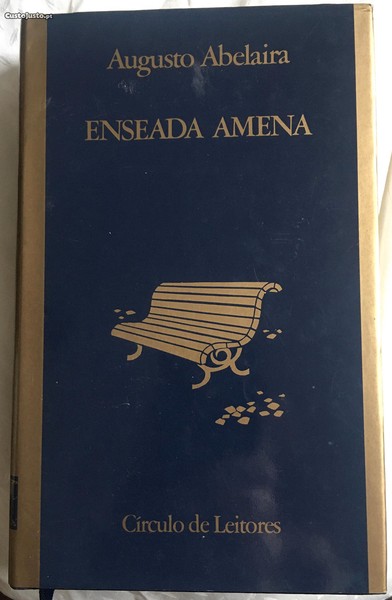 CustoJusto.pt
Augusto Abelaira
ENSEADA AMENA
Círculo de Leitores